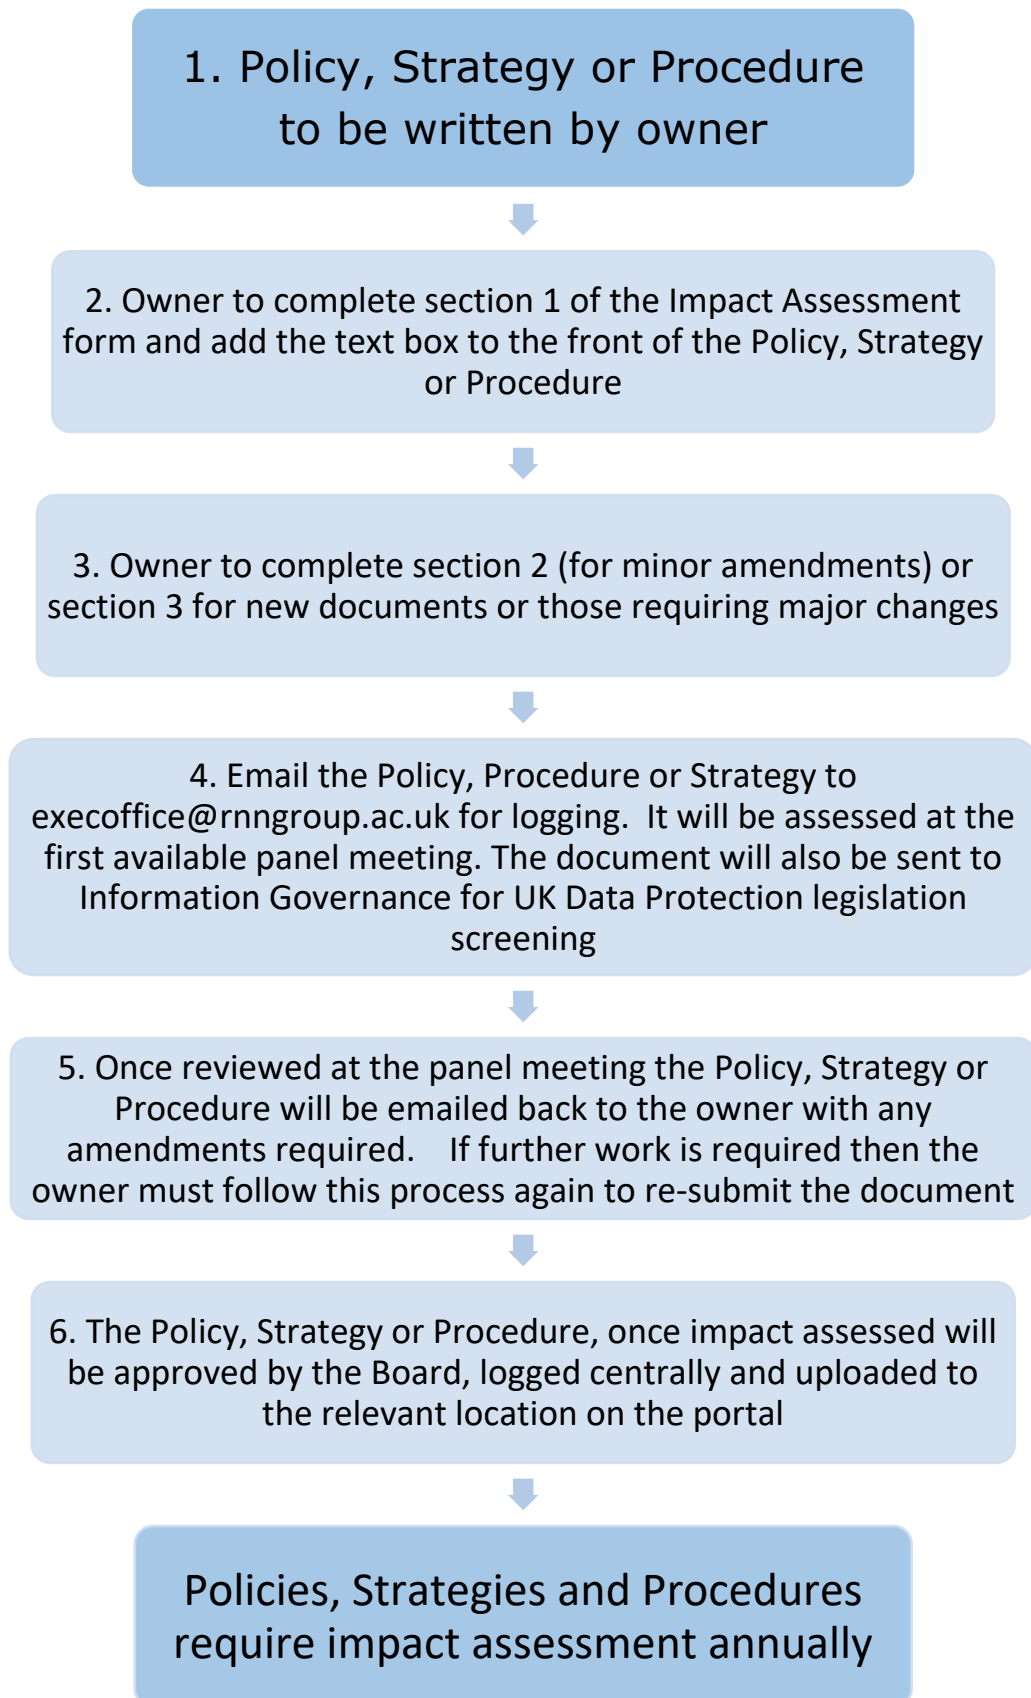 1. Policy, Strategy or Procedure
to be written by owner
2. Owner to complete section 1 of the Impact Assessment
form and add the text box to the front of the Policy, Strategy
or Procedure
3. Owner to complete section 2 (for minor amendments) or
section 3 for new documents or those requiring major changes
4. Email the Policy, Procedure or Strategy to
execoffice@rnngroup.ac.uk for logging.  It will be assessed at the
first available panel meeting. The document will also be sent to
Information Governance for UK Data Protection legislation
screening
5. Once reviewed at the panel meeting the Policy, Strategy or
Procedure will be emailed back to the owner with any
amendments required.    If further work is required then the
owner must follow this process again to re-submit the document
6. The Policy, Strategy or Procedure, once impact assessed will
be approved by the Board, logged centrally and uploaded to
the relevant location on the portal
Policies, Strategies and Procedures
require impact assessment annually